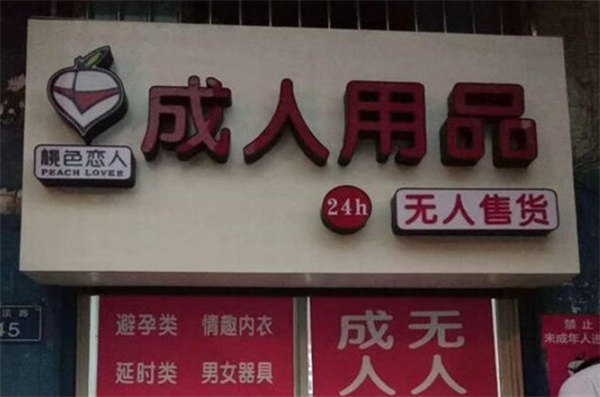 成人用品
桃色恋人
PEACH LOVER
24h
无人售货
避孕类 情趣内衣
延时类 男女器具
无人
成人
禁止
未成年人进
45